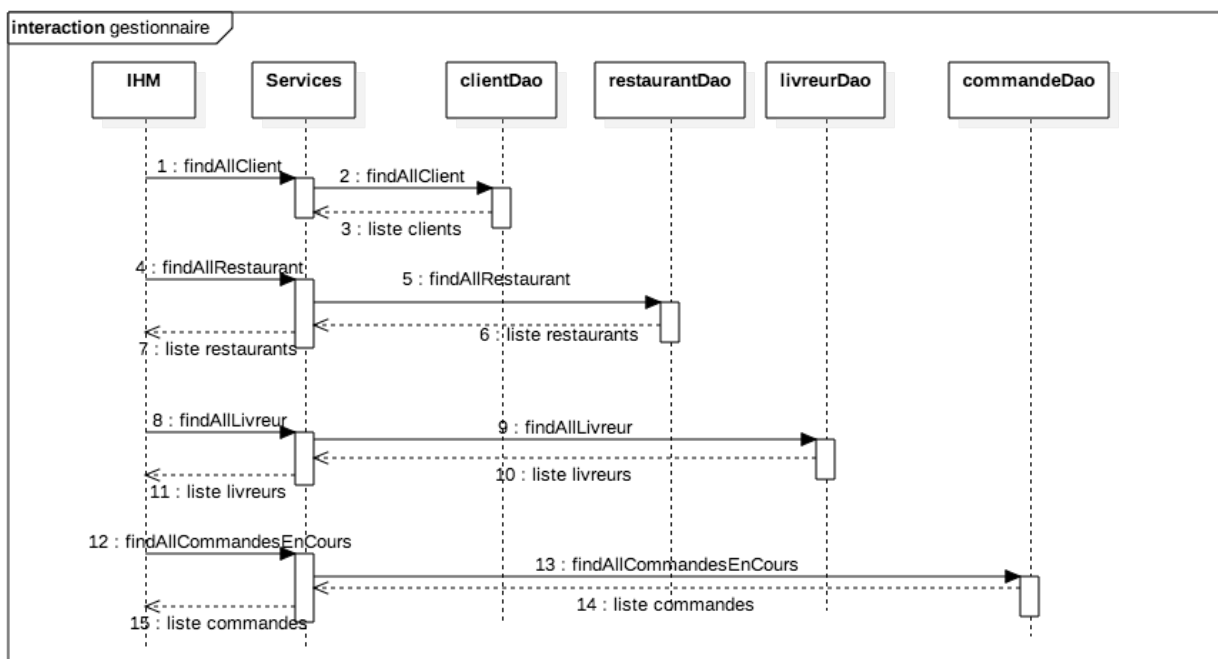 interaction gestionnaire
IHM
Services
clientDao
restaurantDao
livreurDao
commandeDao
1 : findAllClient
2 : findAllClient
3 : liste clients
4 : findAllRestaurant
5 : findAllRestaurant
6 : liste restaurants
7 : liste restaurants
8 : findAllLivreur
9 : findAllLivreur
10 : liste livreurs
11 : liste livreurs
12 : findAllCommandesEnCours
13 : findAllCommandesEnCours
14 : liste commandes
15 : liste commandes